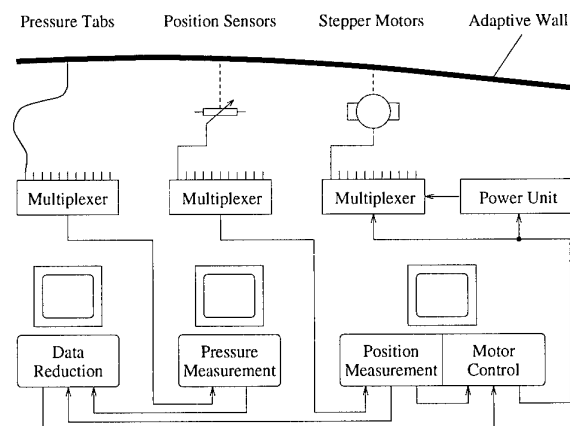 Pressure Tabs
Position Sensors
Stepper Motors
Adaptive Wall
Multiplexer
Multiplexer
Multiplexer
Power Unit
Data
Reduction
Pressure
Measurement
Position
Measurement
Motor
Control